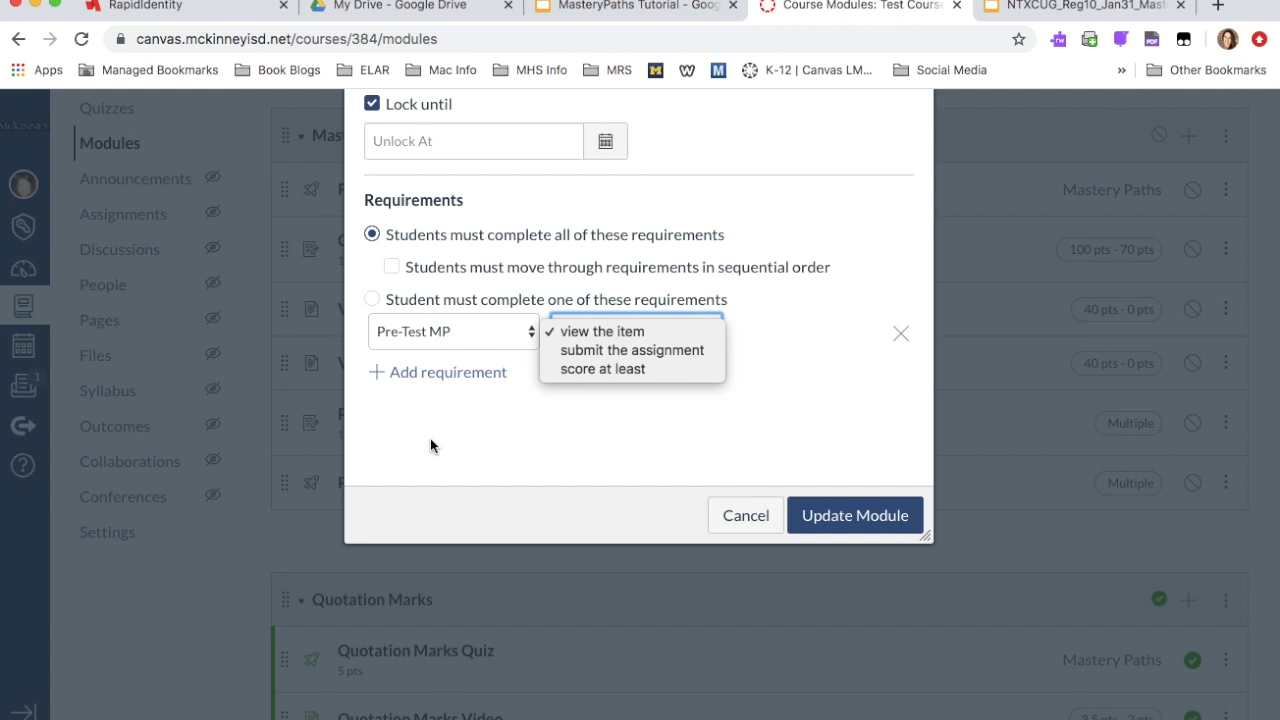 RapidIdentity
My Drive - Google Drive
MasteryPaths Tutorial - Goog
Course Modules: Test Course
NTXCUG_Reg10_Jan31_Mast
canvas.mckinneyisd.net/courses/384/modules
Apps
Managed Bookmarks
Book Blogs
ELAR
Mac Info
MHS Info
MRS
K-12 | Canvas LM...
Social Media
»
Other Bookmarks
Quizzes
Modules
Announcements
Assignments
Discussions
People
Pages
Files
Syllabus
Outcomes
Collaborations
Conferences
Settings
1
Mas
Lock until
Unlock At
Requirements
Students must complete all of these requirements
Students must move through requirements in sequential order
Student must complete one of these requirements
Pre-Test MP
view the item
submit the assignment
score at least
Add requirement
Cancel
Update Module
Mastery Paths
100 pts - 70 pts
40 pts - 0 pts
40 pts - 0 pts
Multiple
Multiple
Quotation Marks
Quotation Marks Quiz
5 pts
Mastery Paths
Quotation Marks Video